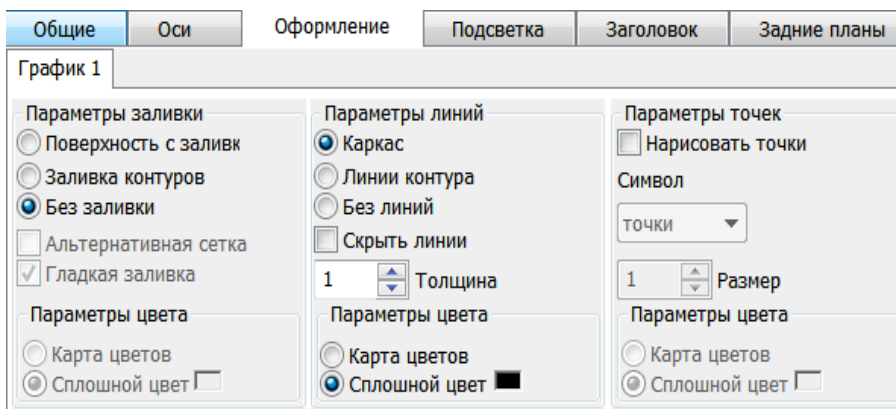 Общие Оси Оформление Подсветка Заголовок Задние планы
График 1
Параметры заливки
Поверхность с заливк
Заливка контуров
Без заливки
Альтернативная сетка
Гладкая заливка
Параметры цвета
Карта цветов
Сплошной цвет
Параметры линий
Каркас
Линии контура
Без линий
Скрыть линии
1 Толщина
Параметры цвета
Карта цветов
Сплошной цвет
Параметры точек
Нарисовать точки
Символ
точки
1 Размер
Параметры цвета
Карта цветов
Сплошной цвет